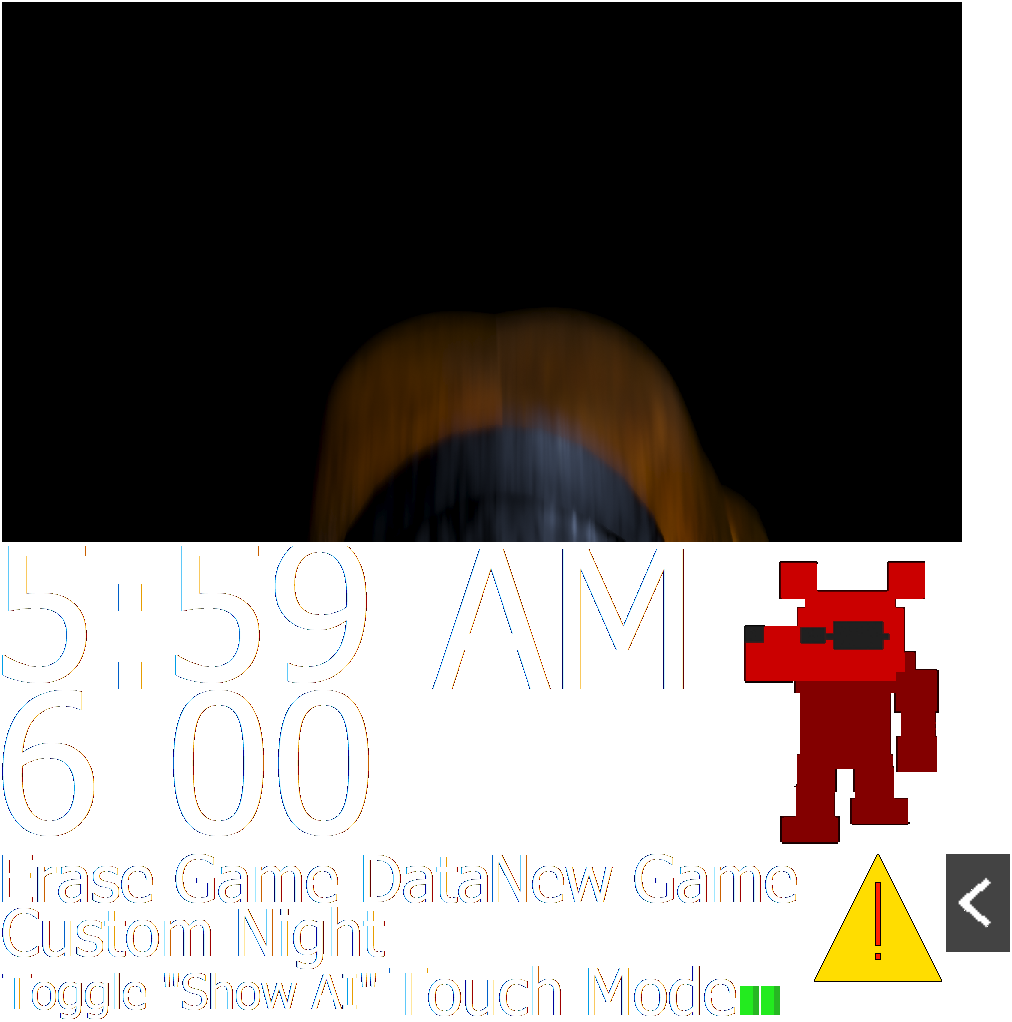 5:59 AM
6 00
Erase Game DataNew Game
Custom Night
Toggle "Show AI" Touch Mode
!